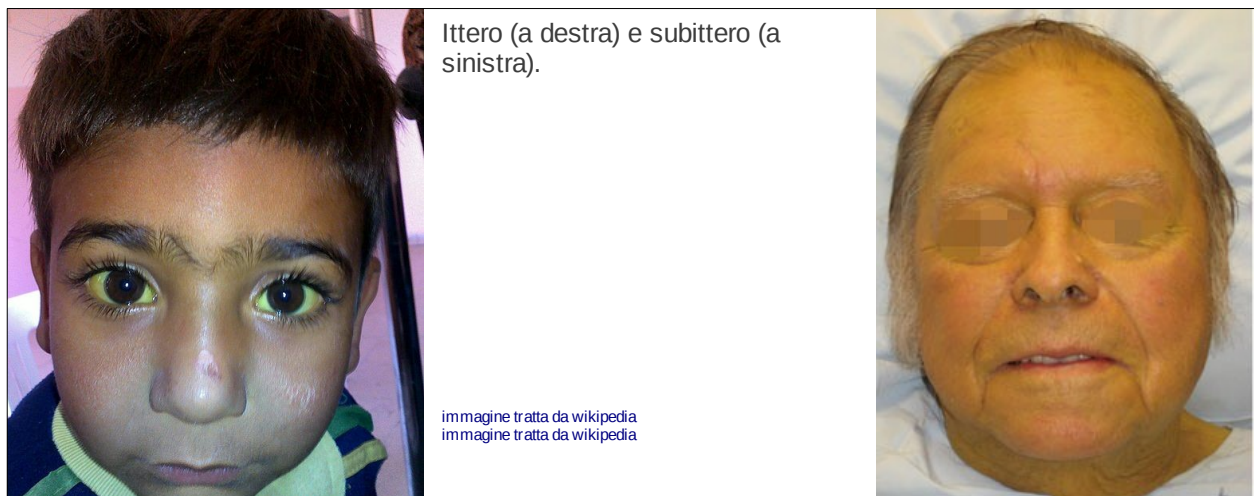 Ittero (a destra) e subittero (a
sinistra).
immagine tratta da wikipedia
immagine tratta da wikipedia